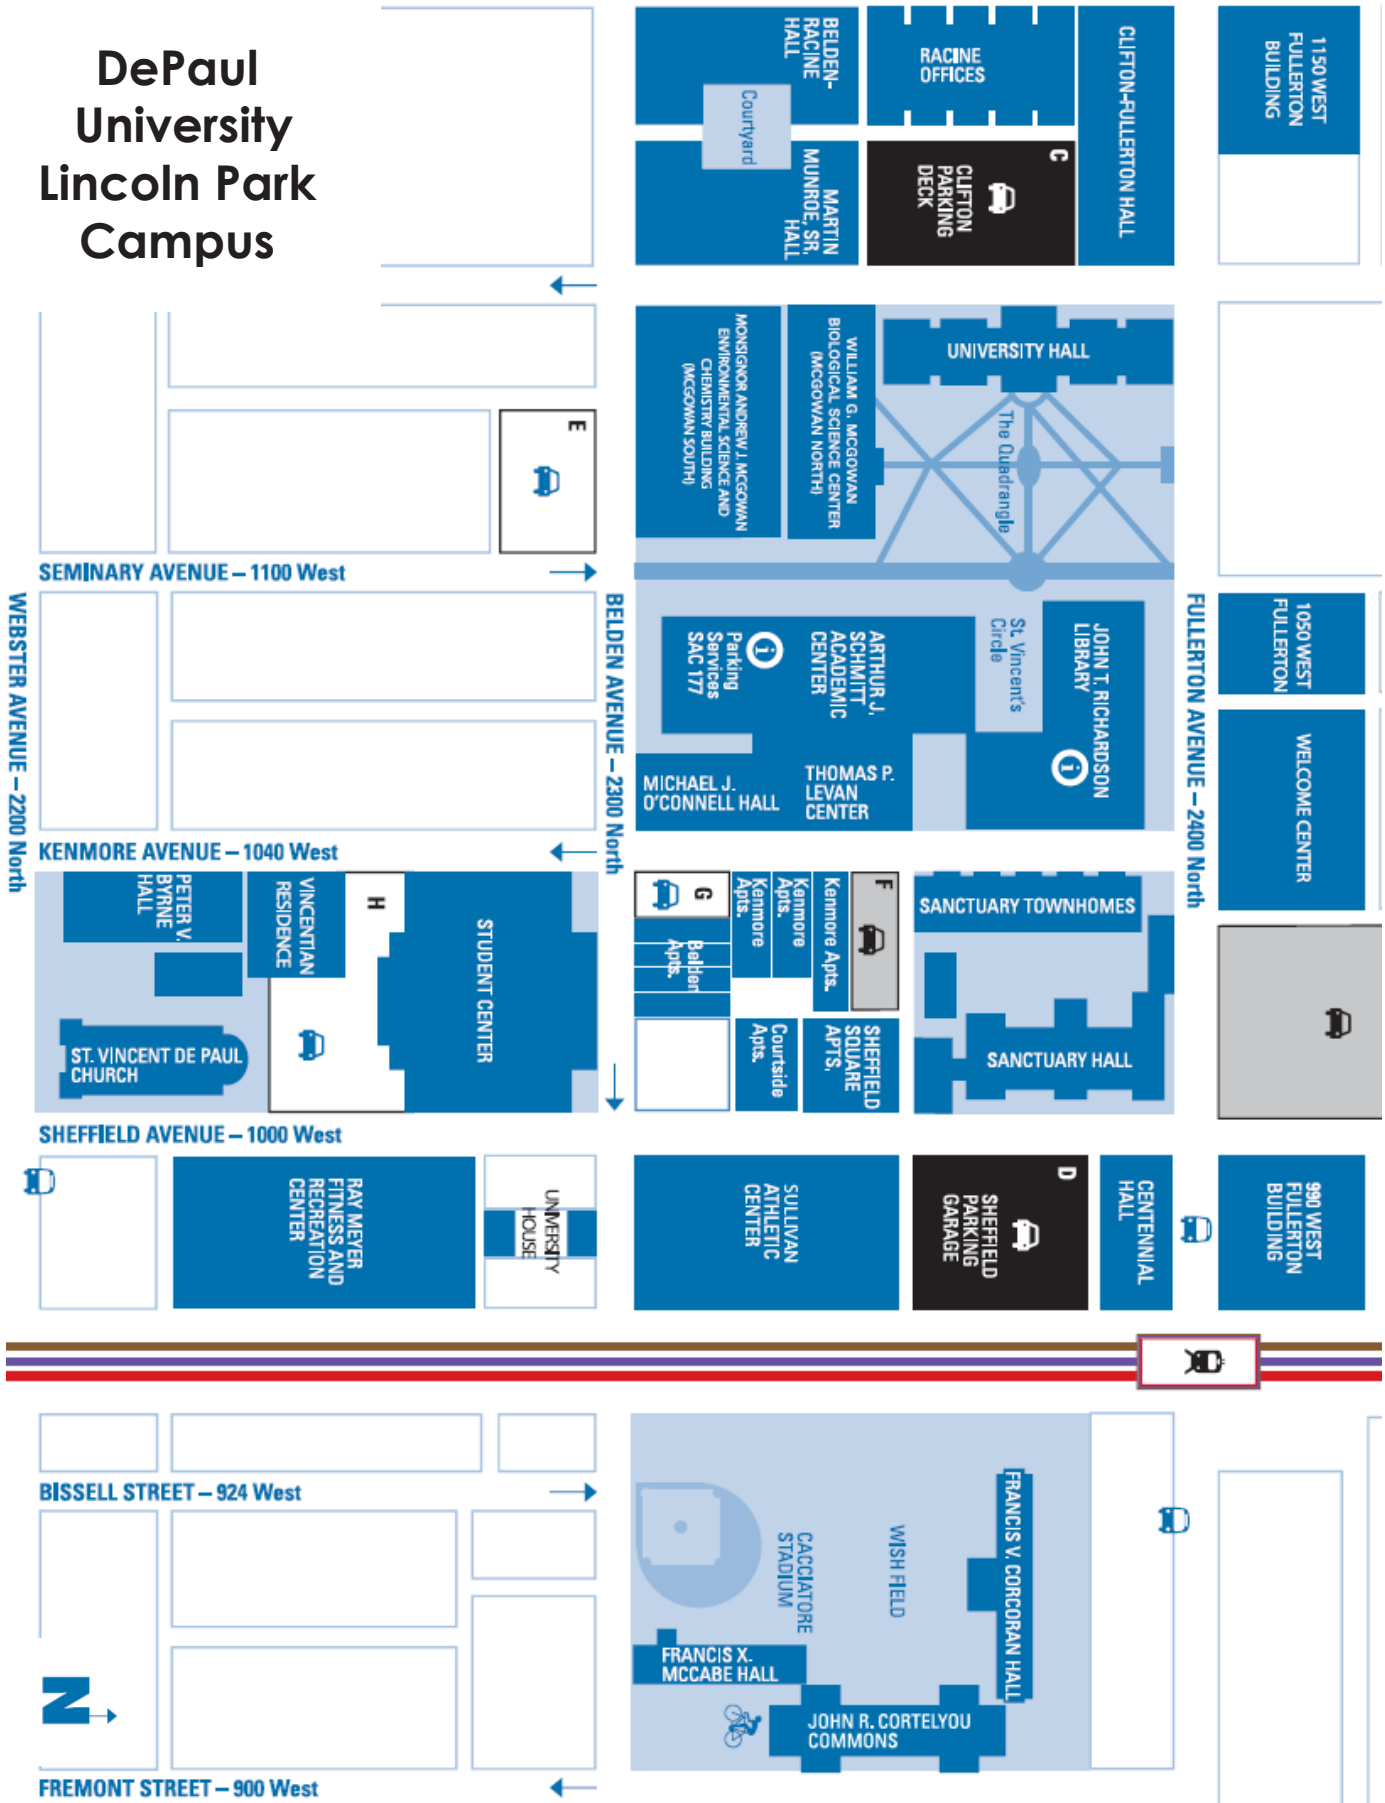 DePaul
University
Lincoln Park
Campus
BELDEN-
RACINE
HALL
Courtyard
MARTIN
MUNROE, SR.
HALL
RACINE
OFFICES
C
CLIFTON
PARKING
DECK
CLIFTON-FULLERTON HALL
1150 WEST
FULLERTON
BUILDING
MONSIGNOR ANDREW J. MCGOWAN
ENVIRONMENTAL SCIENCE AND
CHEMISTRY BUILDING
(MCGOWAN SOUTH)
WILLIAM G. MCGOWAN
BIOLOGICAL SCIENCE CENTER
(MCGOWAN NORTH)
UNIVERSITY HALL
The Quadrangle
E
SEMINARY AVENUE – 1100 West
WEBSTER AVENUE – 2200 North
BELDEN AVENUE – 2300 North
FULLERTON AVENUE – 2400 North
i
Parking
Services
SAC 177
ARTHUR J.
SCHMITT
ACADEMIC
CENTER
St. Vincent's
Circle
JOHN T. RICHARDSON
LIBRARY
i
1050 WEST
FULLERTON
WELCOME CENTER
MICHAEL J.
O'CONNELL HALL
THOMAS P.
LEVAN
CENTER
KENMORE AVENUE – 1040 West
PETER V.
BYRNE
HALL
VINCENTIAN
RESIDENCE
H
STUDENT CENTER
ST. VINCENT DE PAUL
CHURCH
G
Belden
Apts.
Kenmore
Apts.
Kenmore
Apts.
Kenmore Apts.
F
Courtside
Apts.
SHEFFIELD
SQUARE
APTS.
SANCTUARY TOWNHOMES
SANCTUARY HALL
SHEFFIELD AVENUE – 1000 West
RAY MEYER
FITNESS AND
RECREATION
CENTER
UNIVERSITY
HOUSE
SULLIVAN
ATHLETIC
CENTER
D
SHEFFIELD
PARKING
GARAGE
CENTENNIAL
HALL
990 WEST
FULLERTON
BUILDING
BISSELL STREET – 924 West
CACCIATORE
STADIUM
WISH FIELD
FRANCIS V. CORCORAN HALL
FRANCIS X.
MCCABE HALL
JOHN R. CORTELYOU
COMMONS
N
FREMONT STREET – 900 West